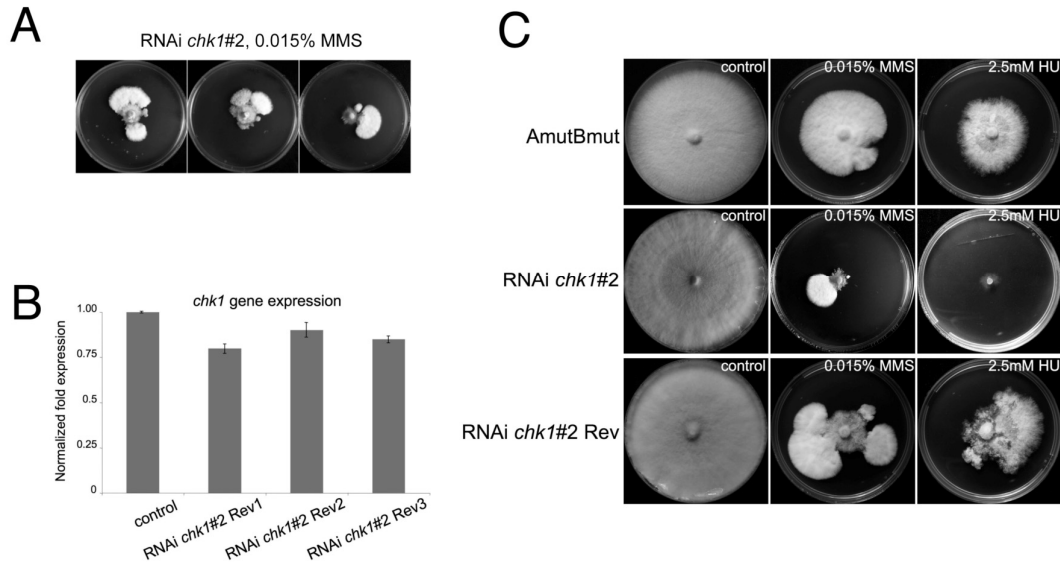 A
RNAi chk1#2, 0.015% MMS
B
chk1 gene expression
Normalized fold expression
1.00
0.75
0.50
0.25
0
control
RNAi chk1#2 Rev1
RNAi chk1#2 Rev2
RNAi chk1#2 Rev3
C
control
0.015% MMS
2.5mM HU
AmutBmut
control
0.015% MMS
2.5mM HU
RNAi chk1#2
control
0.015% MMS
2.5mM HU
RNAi chk1#2 Rev